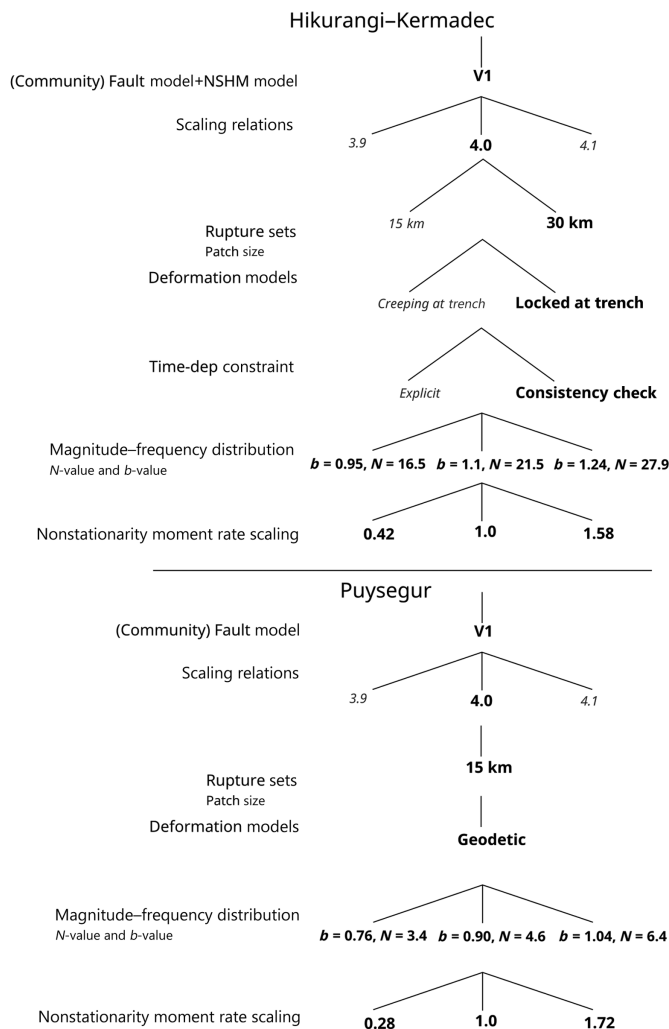 Hikurangi–Kermadec
(Community) Fault model+NSHM model
V1
Scaling relations
3.9
4.0
4.1
Rupture sets
Patch size
15 km
30 km
Deformation models
Creeping at trench
Locked at trench
Time-dep constraint
Explicit
Consistency check
Magnitude–frequency distribution
N-value and b-value
b = 0.95, N = 16.5
b = 1.1, N = 21.5
b = 1.24, N = 27.9
Nonstationarity moment rate scaling
0.42
1.0
1.58
Puysegur
(Community) Fault model
V1
Scaling relations
3.9
4.0
4.1
Rupture sets
Patch size
15 km
Deformation models
Geodetic
Magnitude–frequency distribution
N-value and b-value
b = 0.76, N = 3.4
b = 0.90, N = 4.6
b = 1.04, N = 6.4
Nonstationarity moment rate scaling
0.28
1.0
1.72